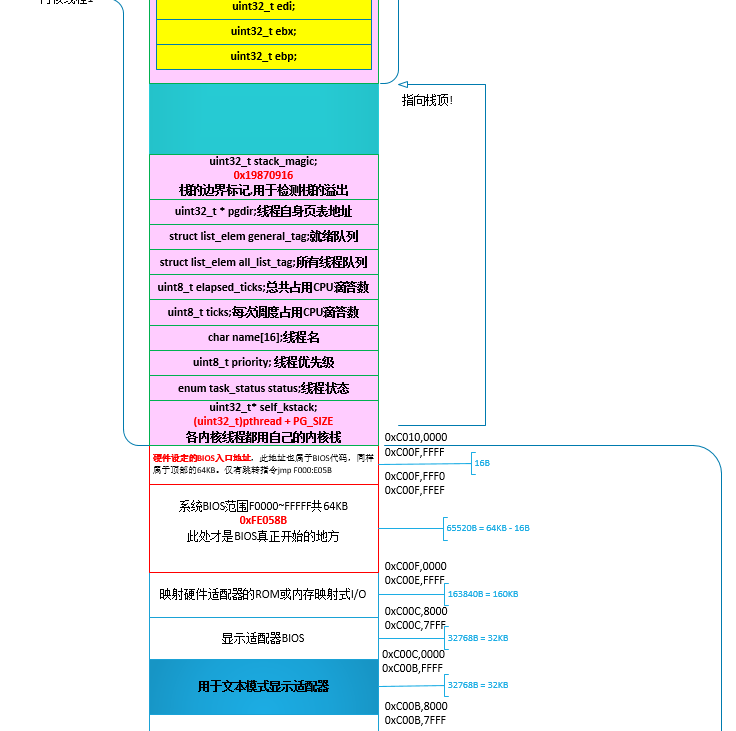 uint32_t edi;
uint32_t ebx;
uint32_t ebp;
指向栈顶!
uint32_t stack_magic;
0x19870916
栈的边界标记,用于检测栈的溢出
uint32_t * pgdir;线程自身页表地址
struct list_elem general_tag;就绪队列
struct list_elem all_list_tag;所有线程队列
uint8_t elapsed_ticks;总共占用CPU滴答数
uint8_t ticks;每次调度占用CPU滴答数
char name[16];线程名
uint8_t priority; 线程优先级
enum task_status status;线程状态
uint32_t* self_kstack;
(uint32_t)pthread + PG_SIZE
各内核线程都用自己的内核栈
0xC010,0000
0xC00F,FFFF
硬件设定的BIOS入口地址。此地址也属于BIOS代码，同样
属于顶部的64KB。仅有跳转指令jmp F000:E05B
16B
0xC00F,FFF0
0xC00F,FFEF
系统BIOS范围F0000~FFFFF共64KB
0xFE058B
此处才是BIOS真正开始的地方
65520B = 64KB - 16B
0xC00F,0000
0xC00E,FFFF
映射硬件适配器的ROM或内存映射式I/O
163840B = 160KB
0xC00C,8000
0xC00C,7FFF
显示适配器BIOS
32768B = 32KB
0xC00C,0000
0xC00B,FFFF
用于文本模式显示适配器
32768B = 32KB
0xC00B,8000
0xC00B,7FFF